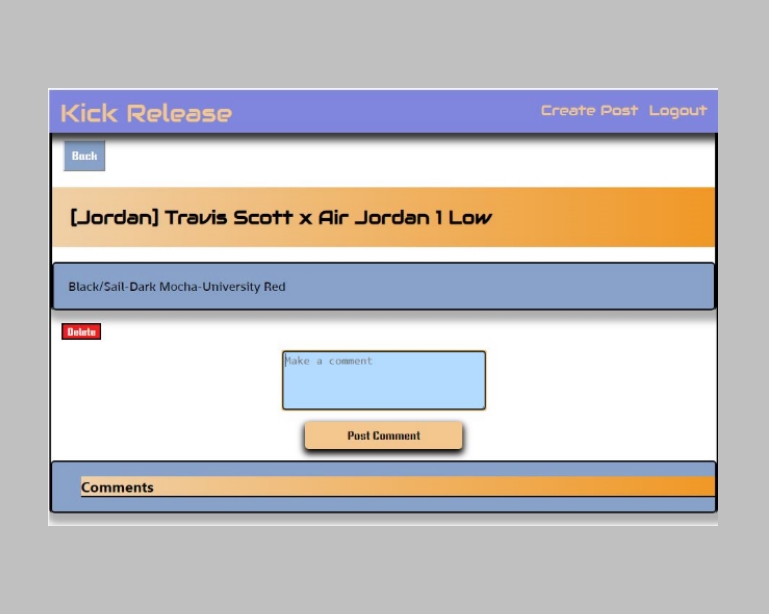 Kick Release
Create Post Logout
Back
[Jordan] Travis Scott x Air Jordan 1 Low
Black/Sail-Dark Mocha-University Red
Delete
Make a comment
Post Comment
Comments